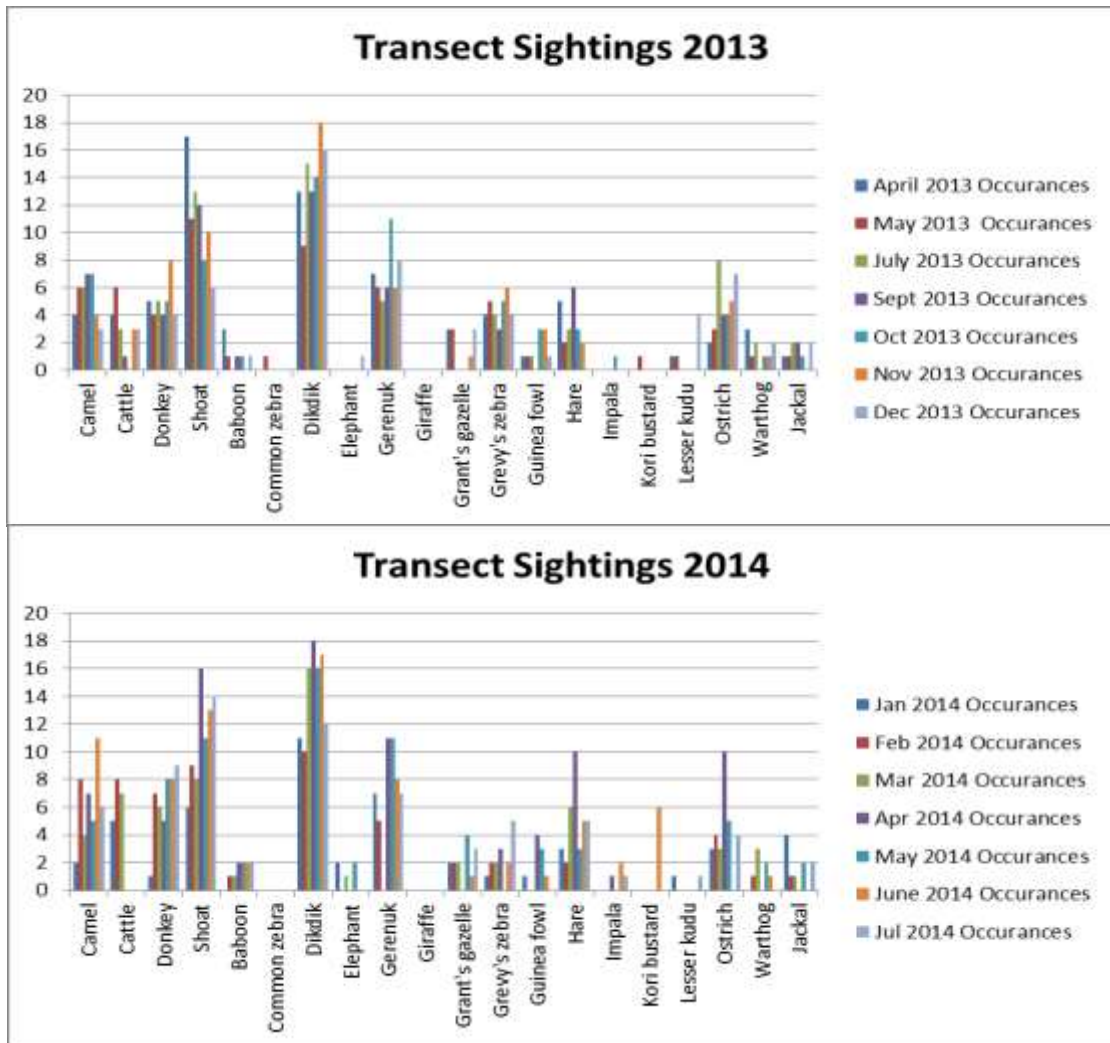 Transect Sightings 2013
20
18
16
14
12
10
8
6
4
2
0
Camel
Cattle
Donkey
Shoat
Baboon
Common zebra
Dikdik
Elephant
Gerenuk
Giraffe
Grant's gazelle
Grevy's zebra
Guinea fowl
Hare
Impala
Kori bustard
Lesser kudu
Ostrich
Warthog
Jackal
April 2013 Occurances
May 2013 Occurances
July 2013 Occurances
Sept 2013 Occurances
Oct 2013 Occurances
Nov 2013 Occurances
Dec 2013 Occurances
Transect Sightings 2014
20
18
16
14
12
10
8
6
4
2
0
Camel
Cattle
Donkey
Shoat
Baboon
Common zebra
Dikdik
Elephant
Gerenuk
Giraffe
Grant's gazelle
Grevy's zebra
Guinea fowl
Hare
Impala
Kori bustard
Lesser kudu
Ostrich
Warthog
Jackal
Jan 2014 Occurances
Feb 2014 Occurances
Mar 2014 Occurances
Apr 2014 Occurances
May 2014 Occurances
June 2014 Occurances
Jul 2014 Occurances